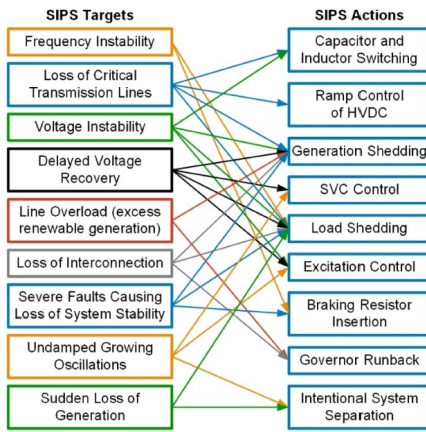 SIPS Targets
Frequency Instability
Loss of Critical
Transmission Lines
Voltage Instability
Delayed Voltage
Recovery
Line Overload (excess
renewable generation)
Loss of Interconnection
Severe Faults Causing
Loss of System Stability
Undamped Growing
Oscillations
Sudden Loss of
Generation
SIPS Actions
Capacitor and
Inductor Switching
Ramp Control
of HVDC
Generation Shedding
SVC Control
Load Shedding
Excitation Control
Braking Resistor
Insertion
Governor Runback
Intentional System
Separation